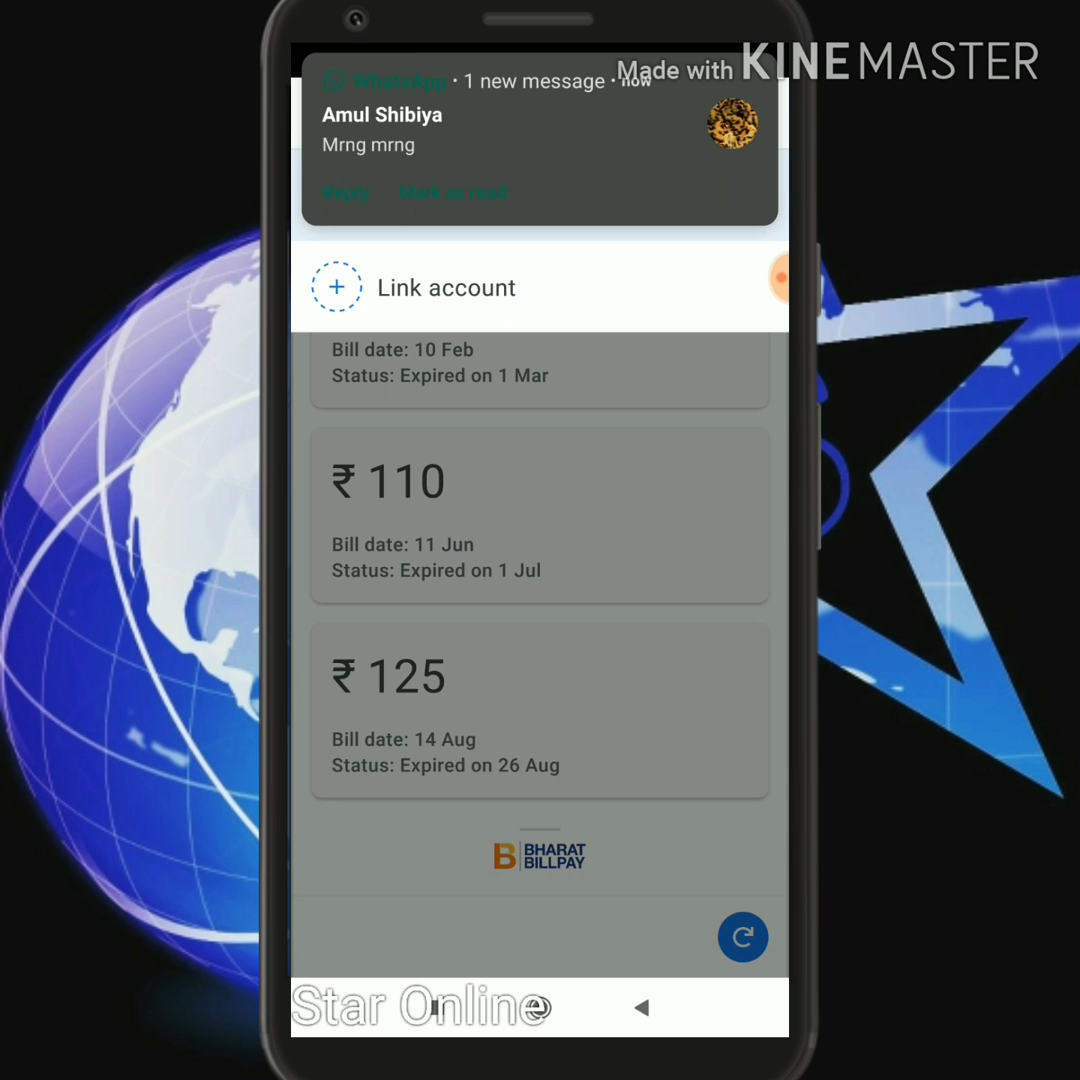 Made with KINEMASTER
WhatsApp • 1 new message • now
Amul Shibiya
Mrng mrng
Reply Mark as read
Link account
Bill date: 10 Feb
Status: Expired on 1 Mar
₹ 110
Bill date: 11 Jun
Status: Expired on 1 Jul
₹ 125
Bill date: 14 Aug
Status: Expired on 26 Aug
B BHARAT
BILLPAY
Star Online